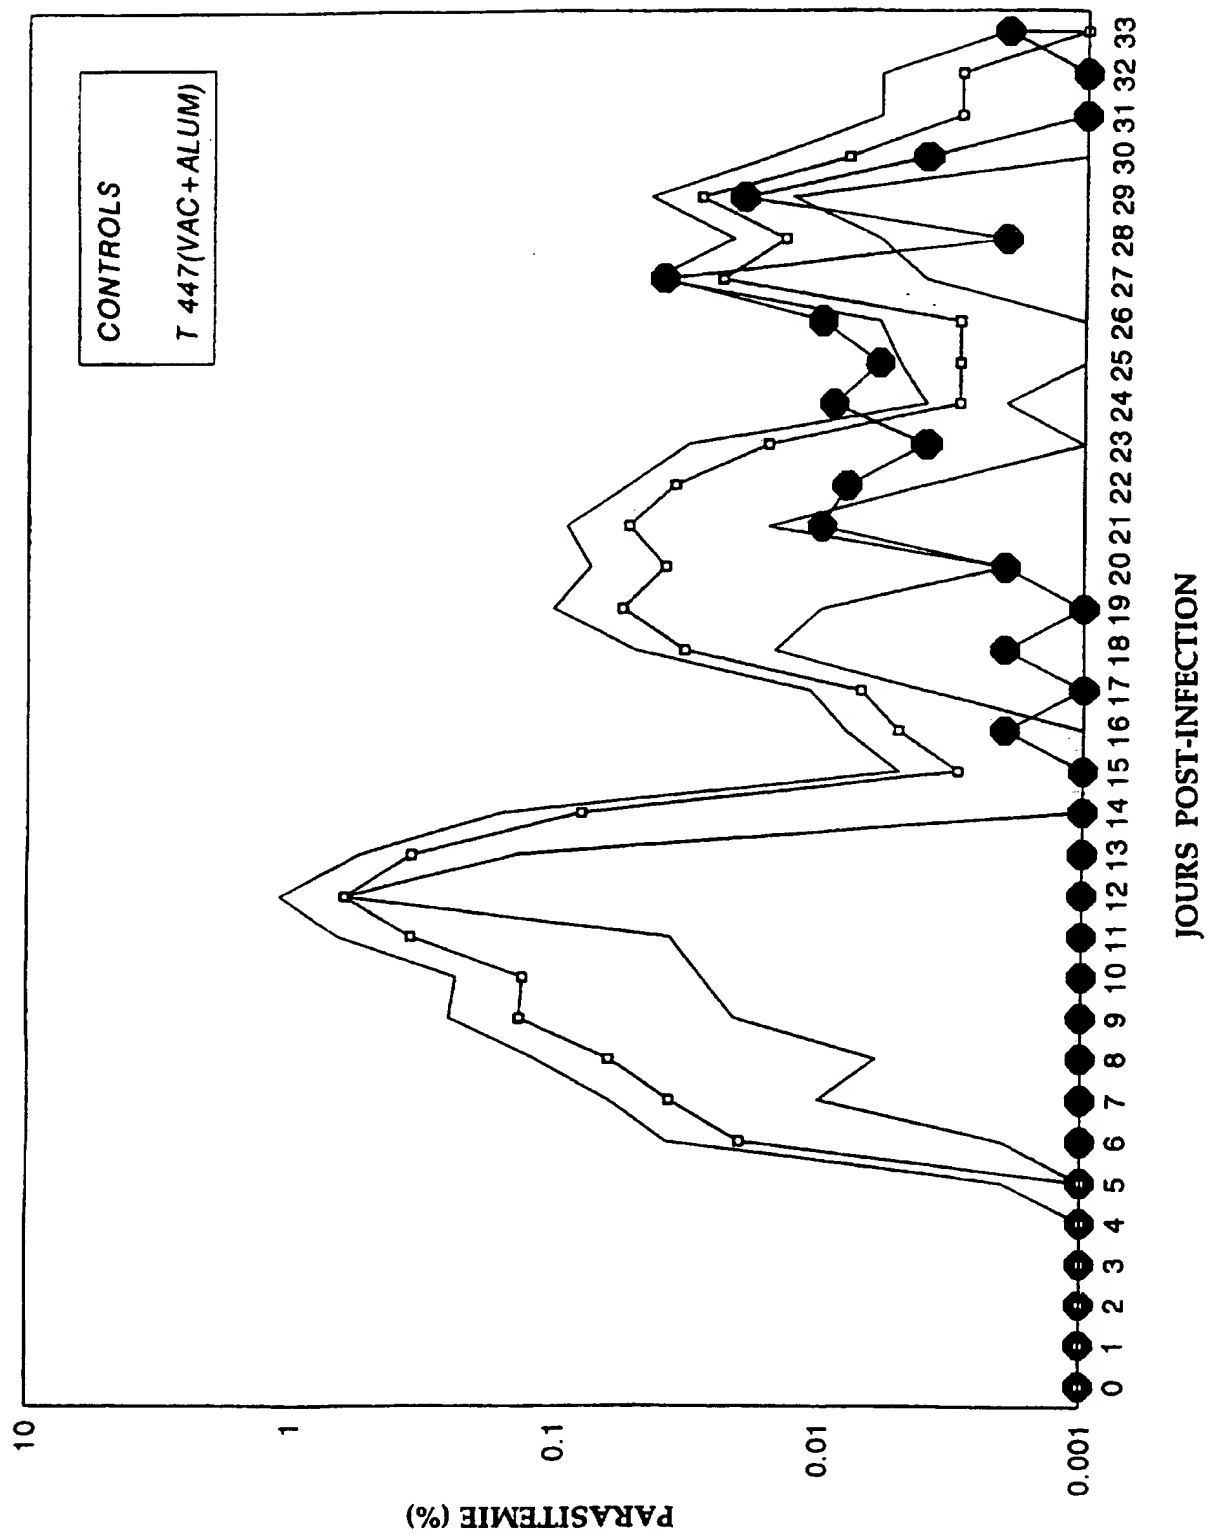 CONTROLS
T 447(VAC+ALUM)
PARASITEMIE (%)
10
1
0.1
0.01
0.001
0 1 2 3 4 5 6 7 8 9 10 11 12 13 14 15 16 17 18 19 20 21 22 23 24 25 26 27 28 29 30 31 32 33
JOURS POST-INFECTION